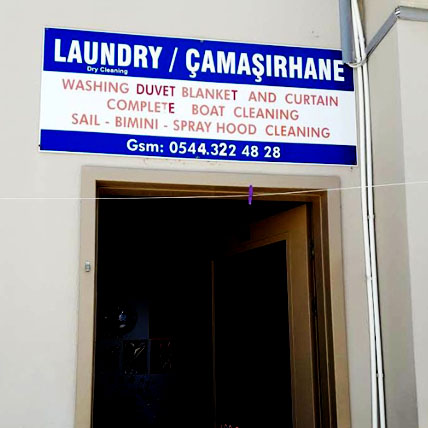 LAUNDRY / ÇAMAŞIRHANE
Dry Cleaning
WASHING DUVET BLANKET AND CURTAIN
COMPLETE BOAT CLEANING
SAIL - BIMINI - SPRAY HOOD CLEANING
Gsm: 0544.322 48 28